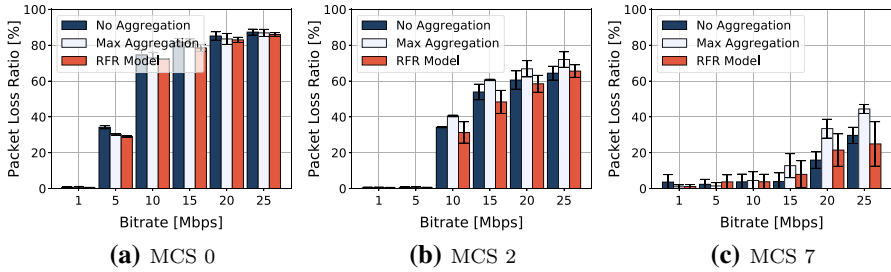 Packet Loss Ratio [%]
100
80
60
40
20
0
No Aggregation
Max Aggregation
RFR Model
1 5 10 15 20 25
Bitrate [Mbps]
(a) MCS 0
Packet Loss Ratio [%]
100
80
60
40
20
0
No Aggregation
Max Aggregation
RFR Model
1 5 10 15 20 25
Bitrate [Mbps]
(b) MCS 2
Packet Loss Ratio [%]
100
80
60
40
20
0
No Aggregation
Max Aggregation
RFR Model
1 5 10 15 20 25
Bitrate [Mbps]
(c) MCS 7